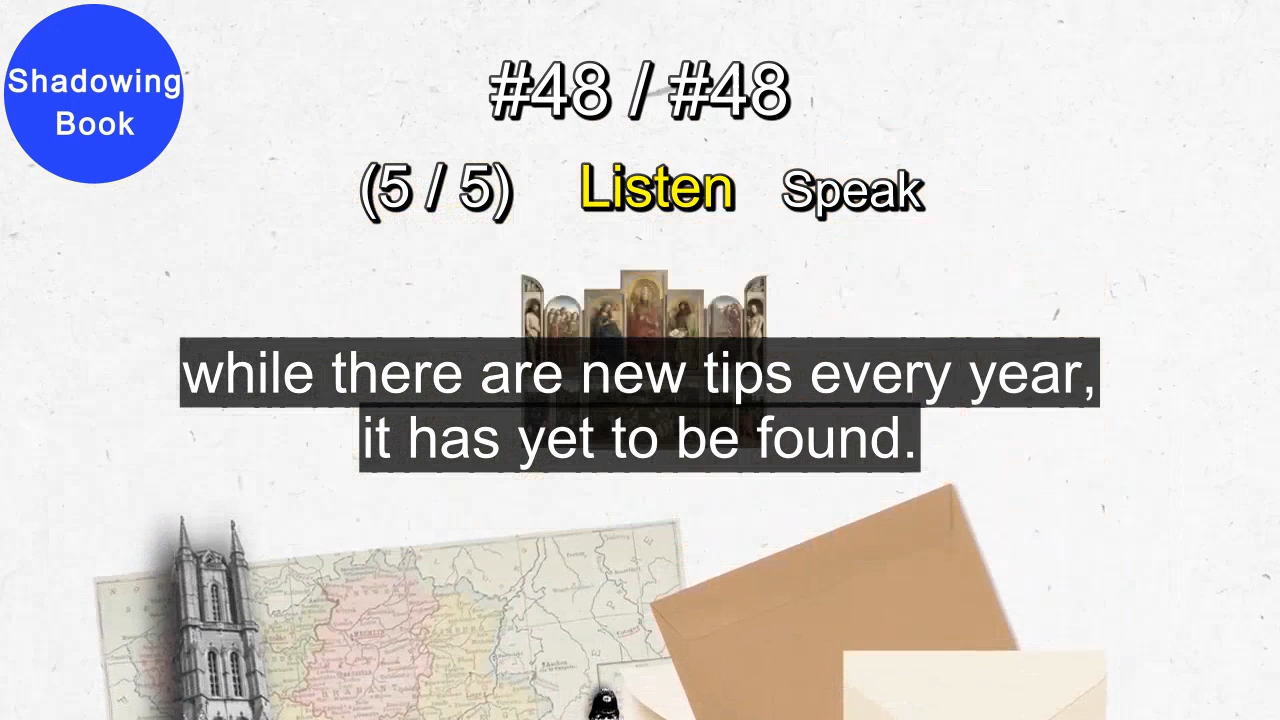 Shadowing
Book
#48 / #48
(5 / 5) Listen Speak
while there are new tips every year,
it has yet to be found.
BRABANT